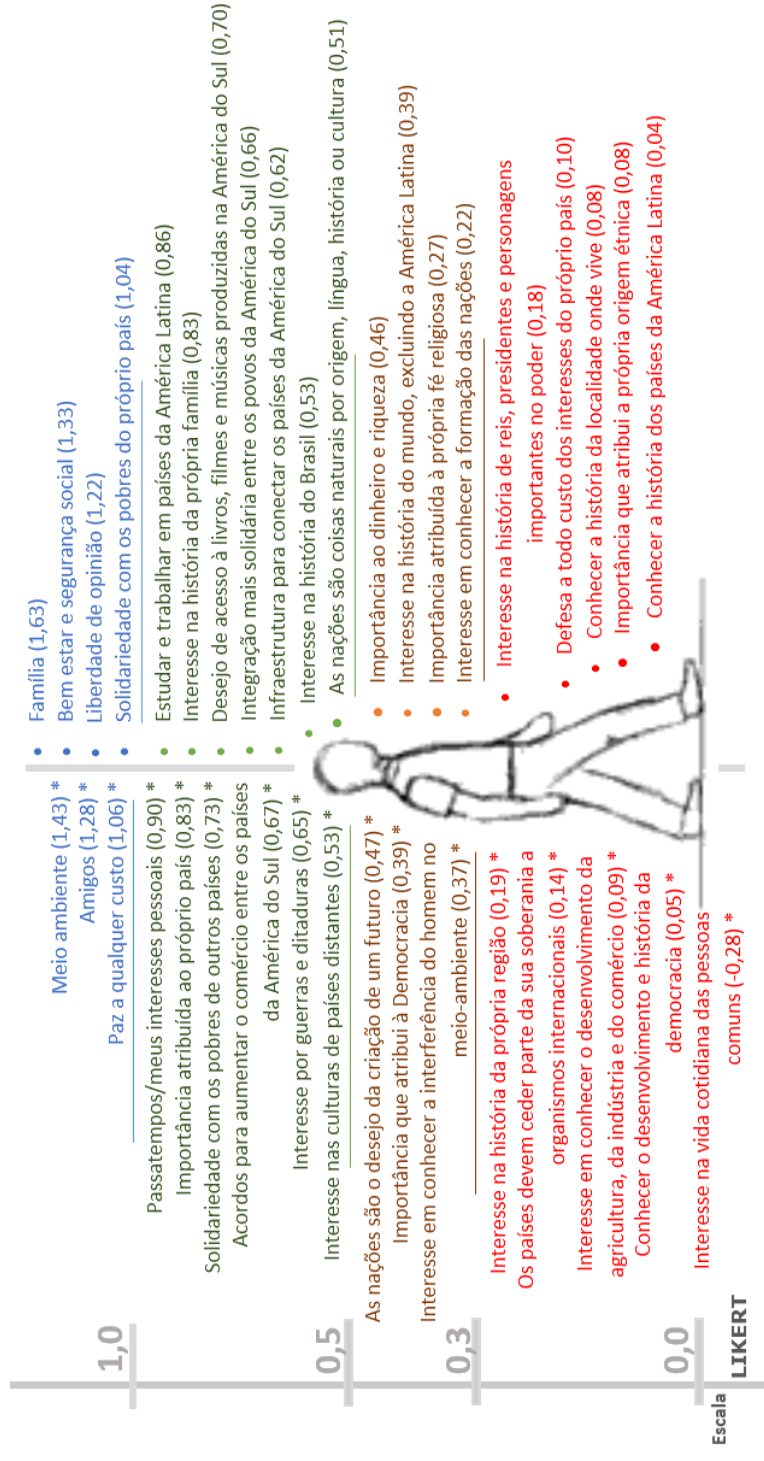 Meio ambiente (1,43) *
Amigos (1,28) *
Paz a qualquer custo (1,06) *
Passatempos/meus interesses pessoais (0,90) *
Importância atribuída ao próprio país (0,83) *
Solidariedade com os pobres de outros países (0,73) *
Acordos para aumentar o comércio entre os países
da América do Sul (0,67) *
Interesse por guerras e ditaduras (0,65) *
Interesse nas culturas de países distantes (0,53) *
As nações são o desejo da criação de um futuro (0,47) *
Importância que atribui à Democracia (0,39) *
Interesse em conhecer a interferência do homem no
meio-ambiente (0,37) *
Interesse na história da própria região (0,19) *
Os países devem ceder parte da sua soberania a
organismos internacionais (0,14) *
Interesse em conhecer o desenvolvimento da
agricultura, da indústria e do comércio (0,09) *
Conhecer o desenvolvimento e história da
democracia (0,05) *
Interesse na vida cotidiana das pessoas
comuns (-0,28) *
• Família (1,63)
• Bem estar e segurança social (1,33)
• Liberdade de opinião (1,22)
• Solidariedade com os pobres do próprio país (1,04)
• Estudar e trabalhar em países da América Latina (0,86)
• Interesse na história da própria família (0,83)
• Desejo de acesso à livros, filmes e músicas produzidas na América do Sul (0,70)
• Integração mais solidária entre os povos da América do Sul (0,66)
• Infraestrutura para conectar os países da América do Sul (0,62)
• Interesse na história do Brasil (0,53)
• As nações são coisas naturais por origem, língua, história ou cultura (0,51)
• Importância ao dinheiro e riqueza (0,46)
• Interesse na história do mundo, excluindo a América Latina (0,39)
• Importância atribuída à própria fé religiosa (0,27)
• Interesse em conhecer a formação das nações (0,22)
• Interesse na história de reis, presidentes e personagens
importantes no poder (0,18)
• Defesa a todo custo dos interesses do próprio país (0,10)
• Conhecer a história da localidade onde vive (0,08)
• Importância que atribui a própria origem étnica (0,08)
• Conhecer a história dos países da América Latina (0,04)
1,0
0,5
0,3
0,0
Escala
LIKERT